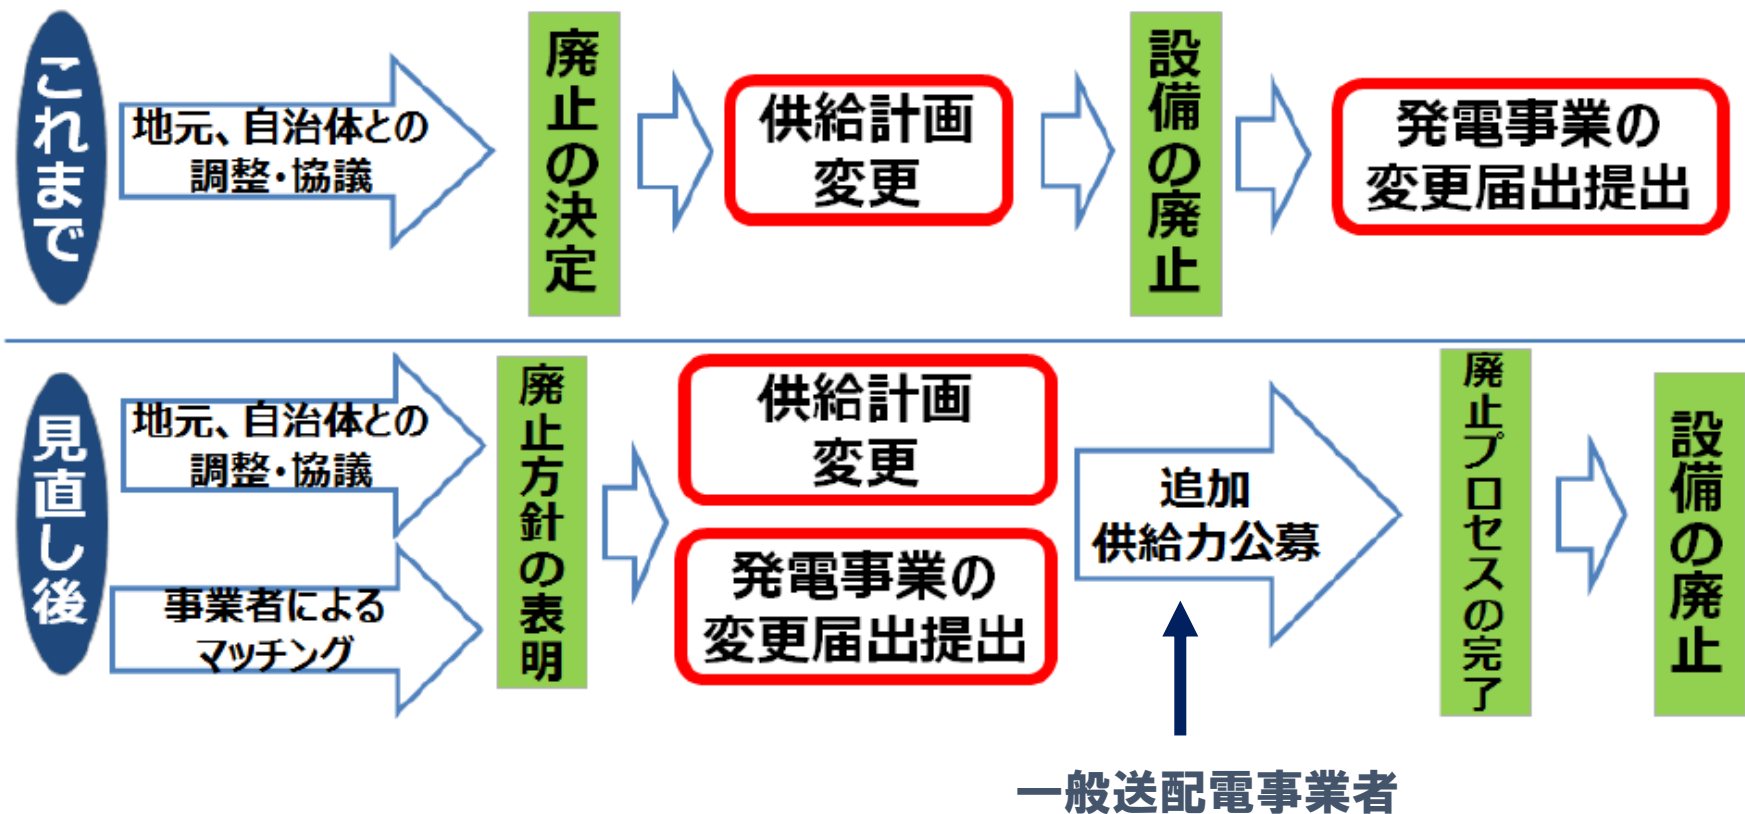 これまで
地元、自治体との
調整・協議
廃止の決定
供給計画
変更
設備の廃止
発電事業の
変更届出提出
見直し後
地元、自治体との
調整・協議
事業者による
マッチング
廃止方針の表明
供給計画
変更
発電事業の
変更届出提出
追加
供給力公募
廃止プロセスの完了
設備の廃止
一般送配電事業者